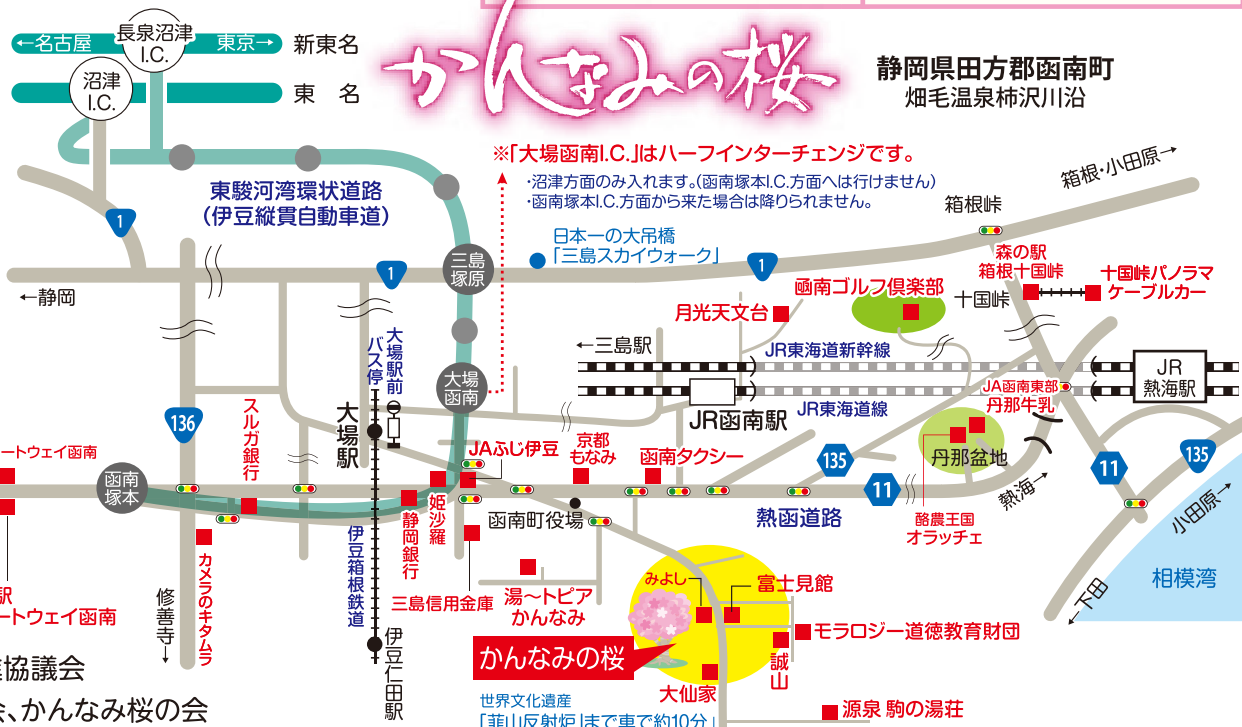 ←名古屋
長泉沼津
I.C.
東京→
新東名
沼津
I.C.
東 名
かんなみの桜
静岡県田方郡函南町
畑毛温泉柿沢川沿
※「大場函南I.C.」はハーフインターチェンジです。
・沼津方面のみ入れます。(函南塚本I.C.方面へは行けません)
・函南塚本I.C.方面から来た場合は降りられません。
東駿河湾環状道路
(伊豆縦貫自動車道)
箱根・小田原→
箱根峠
1
1
1
日本一の大吊橋
「三島スカイウォーク」
三島
塚原
←静岡
森の駅
箱根十国峠
十国峠パノラマ
ケーブルカー
十国峠
函南ゴルフ倶楽部
月光天文台
大場駅前
バス停
←三島駅
JR東海道新幹線
JR
熱海駅
大場
函南
JR函南駅
JR東海道線
JA函南東部
丹那牛乳
136
スルガ銀行
大場駅
JAふじ伊豆
京都
もなみ
函南タクシー
135
11
丹那盆地
熱海→
11
135
ートウェイ函南
函南
塚本
姫沙羅
静岡銀行
函南町役場
熱函道路
酪農王国
オラッチェ
小田原→
相模湾
←下田
カメラのキタムラ
伊豆箱根鉄道
三島信用金庫
湯〜トピア
かんなみ
みよし
富士見館
駅
ートウェイ函南
修善寺→
モラロジー道徳教育財団
かんなみの桜
誠山
大仙家
伊豆仁田駅
協議会
会、かんなみ桜の会
世界文化遺産
「韮山反射炉」まで車で約10分
源泉 駒の湯荘